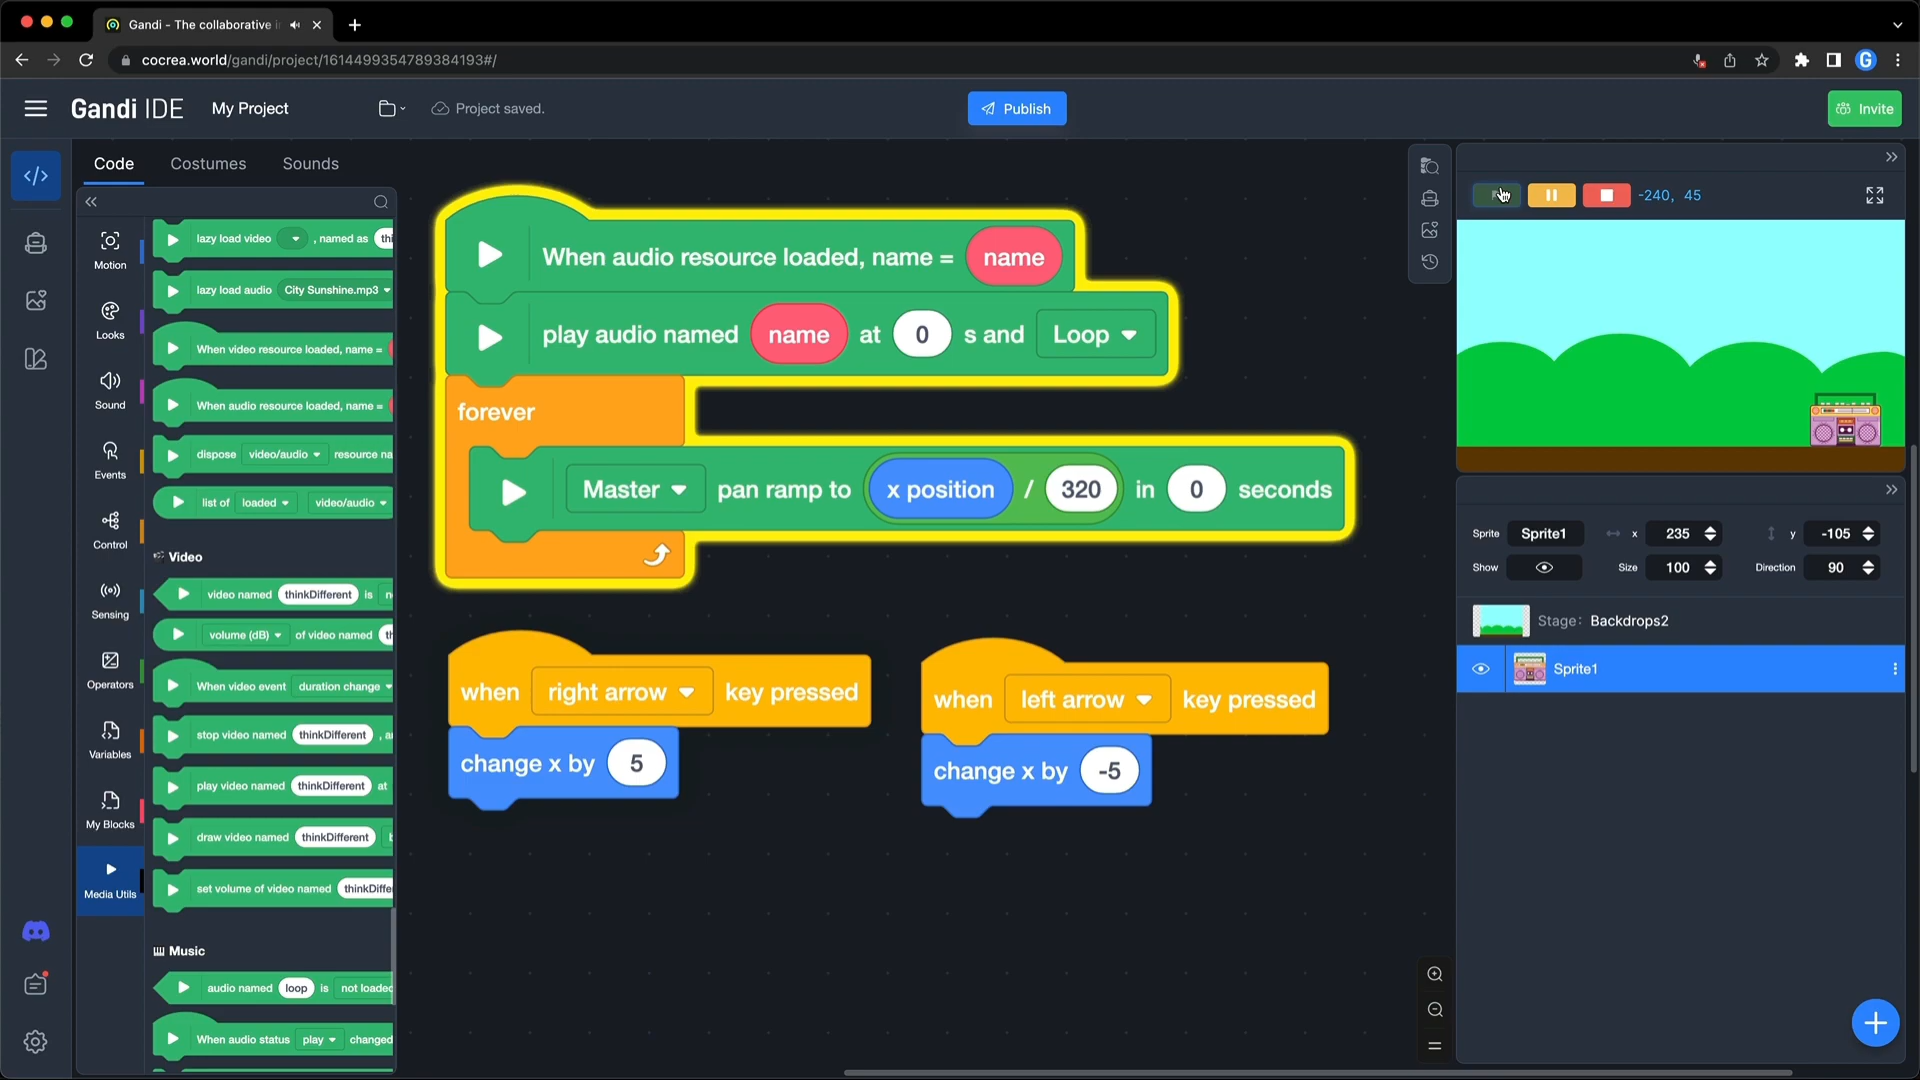 Gandi - The collaborative
cocrea.world/gandi/project/1614499354789384193#/
G
Gandi IDE
My Project
Project saved.
Publish
Invite
Code
Costumes
Sounds
-240, 45
Motion
Looks
Sound
Events
Control
Sensing
Operators
Variables
My Blocks
Media Utils
lazy load video , named as
lazy load audio City Sunshine.mp3
When video resource loaded, name =
When audio resource loaded, name =
dispose video/audio resource
list of loaded video/audio
Video
video named thinkDifferent is
volume (dB) of video named
When video event duration change
stop video named thinkDifferent ,
play video named thinkDifferent at
draw video named thinkDifferent
set volume of video named
Music
audio named loop is not loaded
When audio status play changed
When audio resource loaded, name = name
play audio named name at 0 s and Loop
forever
Master pan ramp to x position / 320 in 0 seconds
when right arrow key pressed
change x by 5
when left arrow key pressed
change x by -5
Sprite Sprite1 x 235 y -105
Show Size 100 Direction 90
Stage: Backdrops2
Sprite1